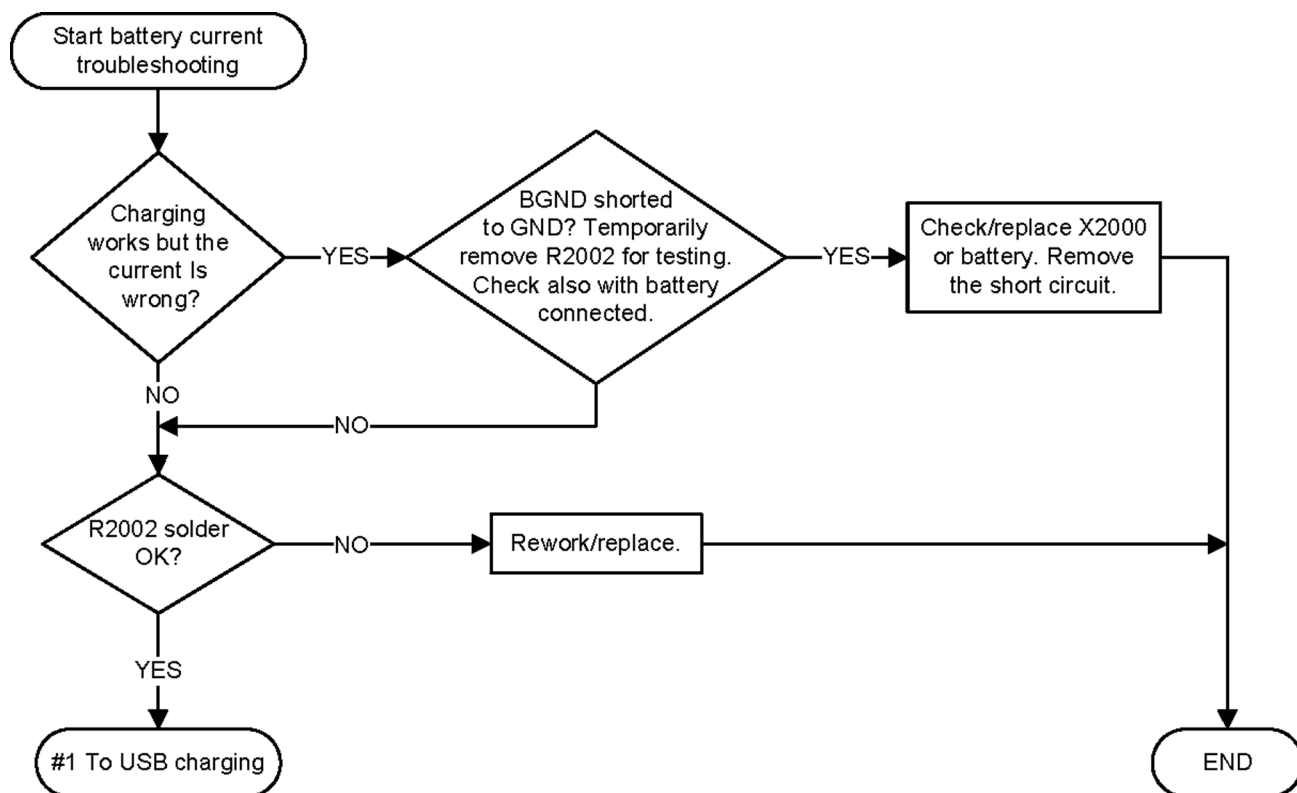 Start battery current
troubleshooting
Charging
works but the
current Is
wrong?
YES
BGND shorted
to GND? Temporarily
remove R2002 for testing.
Check also with battery
connected.
YES
Check/replace X2000
or battery. Remove
the short circuit.
NO
NO
R2002 solder
OK?
NO
Rework/replace.
YES
#1 To USB charging
END